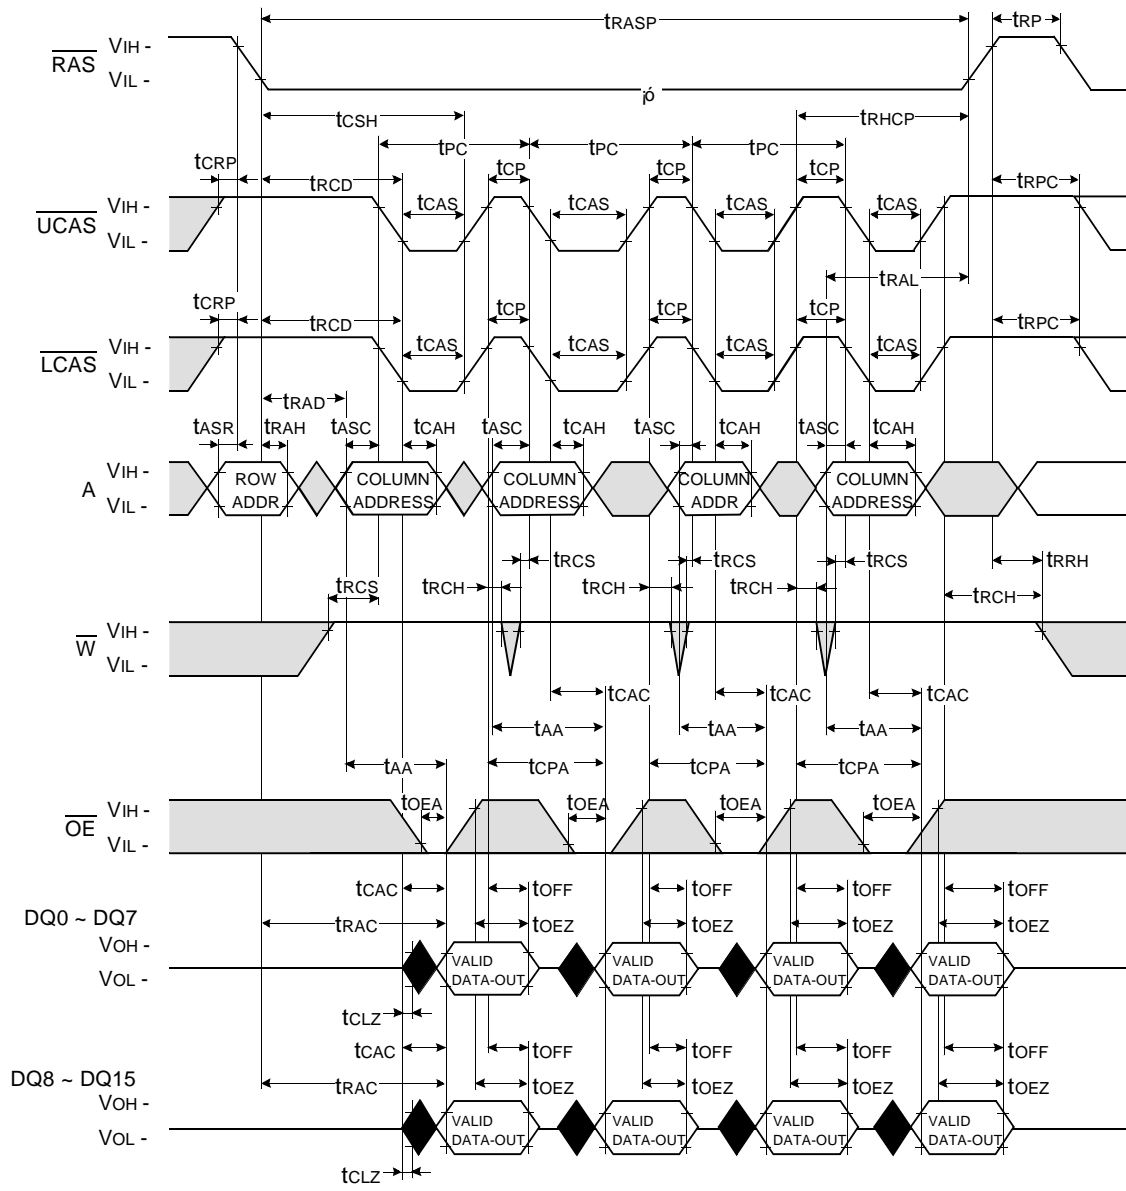 tRASP tRP
RAS VIH -
VIL -
ió
tCSH tRHCP
tPC tPC tPC
tCRP tRCD tCP tCP tCP tRPC
tCAS tCAS tCAS tCAS
UCAS VIH -
VIL -
tRAL
tCRP tRCD tCP tCP tCP tRPC
tCAS tCAS tCAS tCAS
LCAS VIH -
VIL -
tRAD
tASR tRAH tASC tCAH tASC tCAH tASC tCAH tASC tCAH
A VIH -
VIL -
ROW ADDR
COLUMN ADDRESS
COLUMN ADDRESS
COLUMN ADDR
COLUMN ADDRESS
tRCS tRCS tRCS tRRH
tRCS tRCH tRCH tRCH tRCH
W VIH -
VIL -
tCAC tCAC tCAC
tAA tAA tAA
tAA tCPA tCPA tCPA
tOEA tOEA tOEA tOEA
OE VIH -
VIL -
tCAC tOFF tOFF tOFF tOFF
DQ0 ~ DQ7
tRAC tOEZ tOEZ tOEZ tOEZ
VOH -
VOL -
VALID DATA-OUT
VALID DATA-OUT
VALID DATA-OUT
VALID DATA-OUT
tCLZ
tCAC tOFF tOFF tOFF tOFF
DQ8 ~ DQ15
tRAC tOEZ tOEZ tOEZ tOEZ
VOH -
VOL -
VALID DATA-OUT
VALID DATA-OUT
VALID DATA-OUT
VALID DATA-OUT
tCLZ